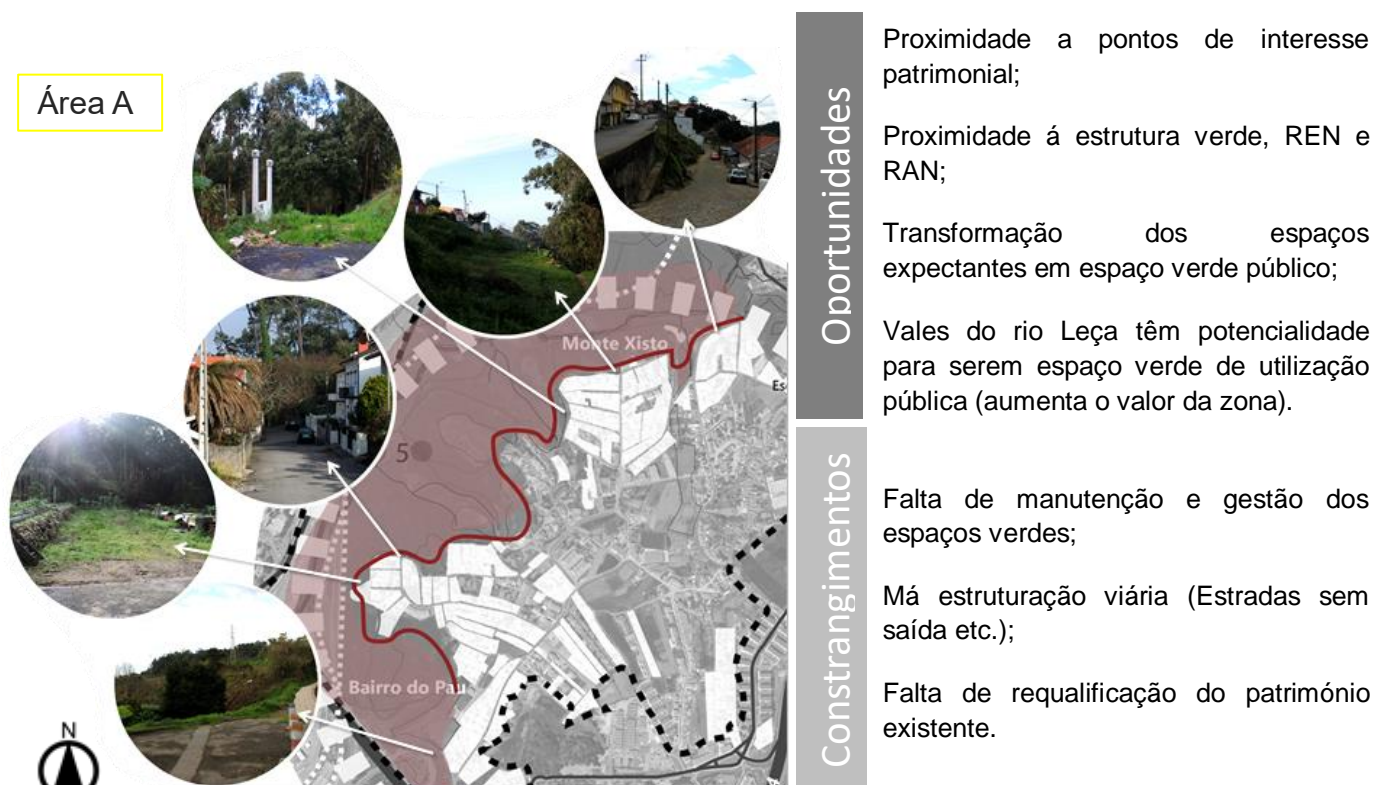 Área A
Monte Xisto
Es
5
Bairro do Pau
N
Oportunidades
Proximidade a pontos de interesse
patrimonial;
Proximidade á estrutura verde, REN e
RAN;
Transformação dos espaços
expectantes em espaço verde público;
Vales do rio Leça têm potencialidade
para serem espaço verde de utilização
pública (aumenta o valor da zona).
Constrangimentos
Falta de manutenção e gestão dos
espaços verdes;
Má estruturação viária (Estradas sem
saída etc.);
Falta de requalificação do património
existente.